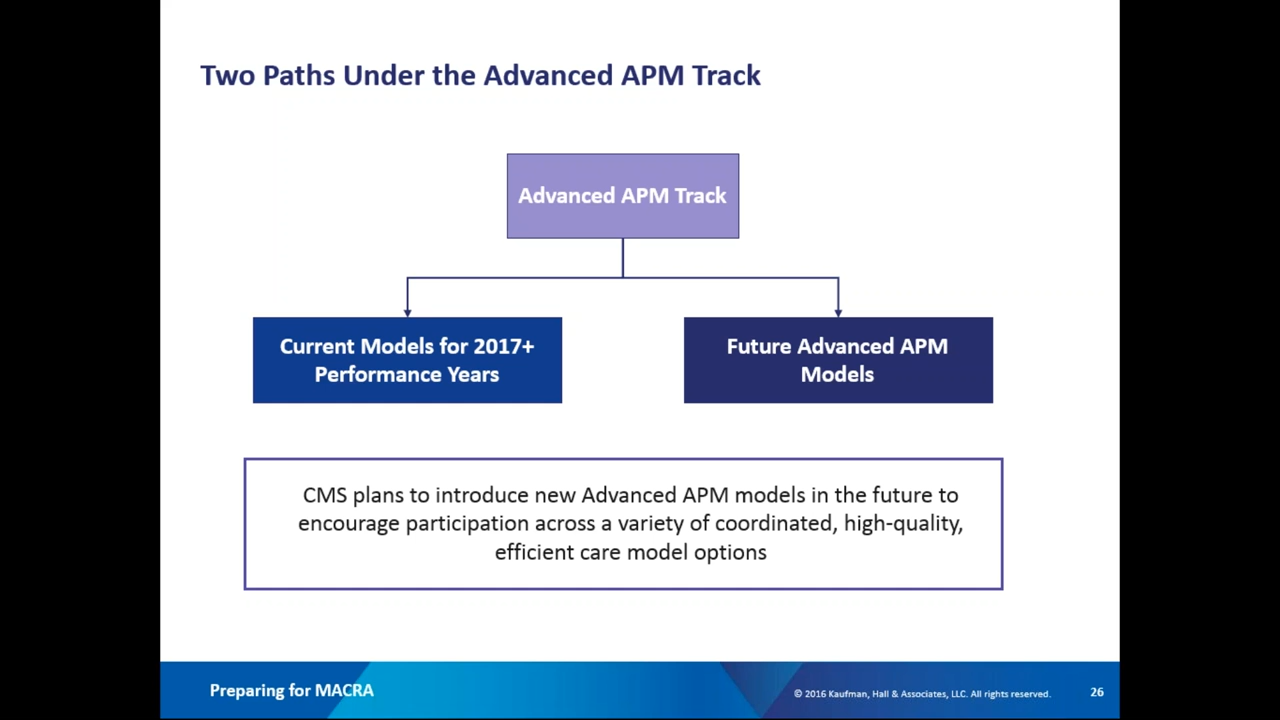 Two Paths Under the Advanced APM Track
Advanced APM Track
Current Models for 2017+
Performance Years
Future Advanced APM
Models
CMS plans to introduce new Advanced APM models in the future to
encourage participation across a variety of coordinated, high-quality,
efficient care model options
Preparing for MACRA
© 2016 Kaufman, Hall & Associates, LLC. All rights reserved.
26